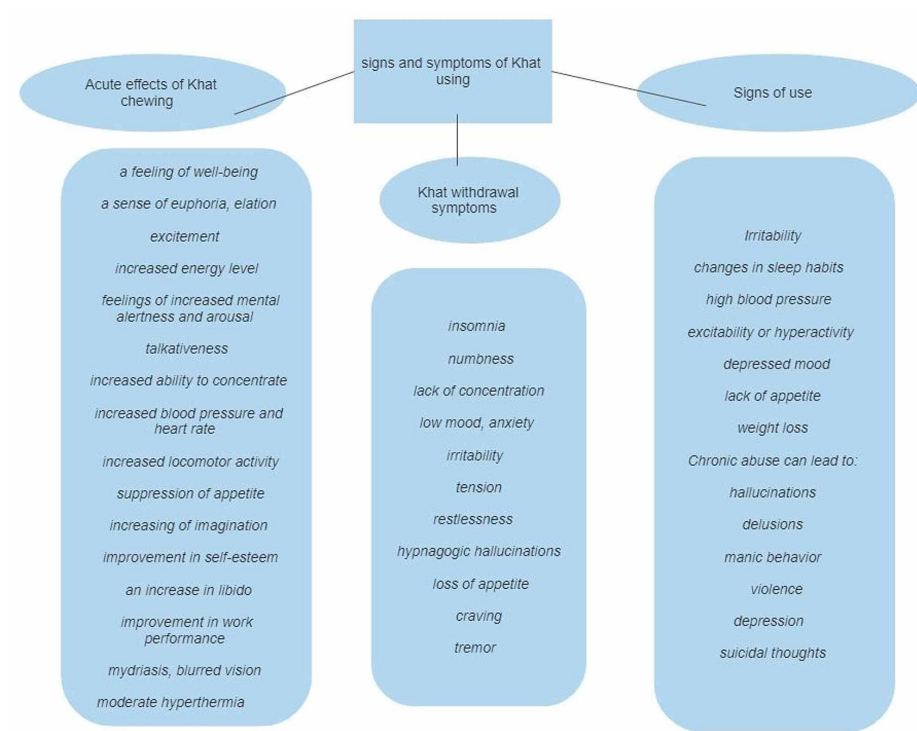 signs and symptoms of Khat
using
Acute effects of Khat
chewing
a feeling of well-being
a sense of euphoria, elation
excitement
increased energy level
feelings of increased mental
alertness and arousal
talkativeness
increased ability to concentrate
increased blood pressure and
heart rate
increased locomotor activity
suppression of appetite
increasing of imagination
improvement in self-esteem
an increase in libido
improvement in work
performance
mydriasis, blurred vision
moderate hyperthermia
Khat withdrawal
symptoms
insomnia
numbness
lack of concentration
low mood, anxiety
irritability
tension
restlessness
hypnagogic hallucinations
loss of appetite
craving
tremor
Signs of use
Irritability
changes in sleep habits
high blood pressure
excitability or hyperactivity
depressed mood
lack of appetite
weight loss
Chronic abuse can lead to:
hallucinations
delusions
manic behavior
violence
depression
suicidal thoughts